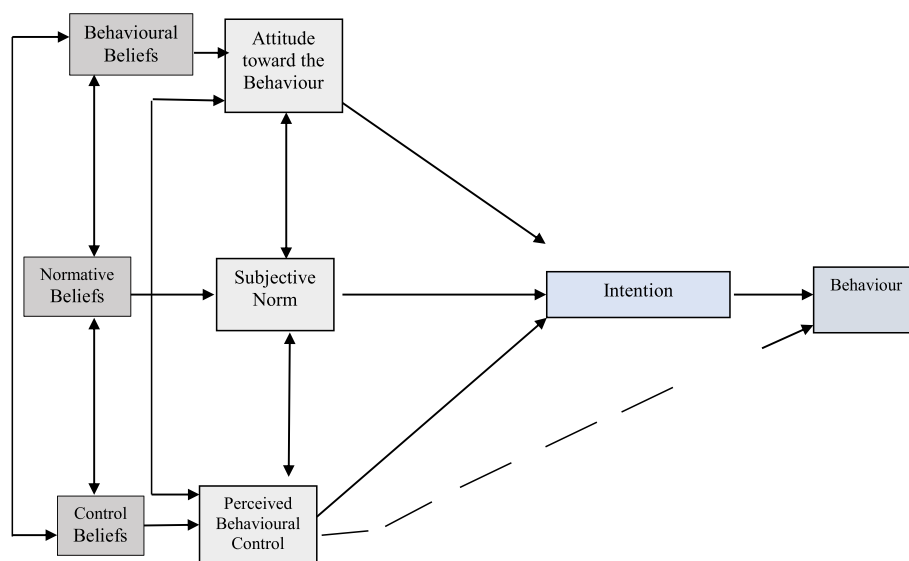 Behavioural
Beliefs
Attitude
toward the
Behaviour
Normative
Beliefs
Subjective
Norm
Intention
Behaviour
Control
Beliefs
Perceived
Behavioural
Control